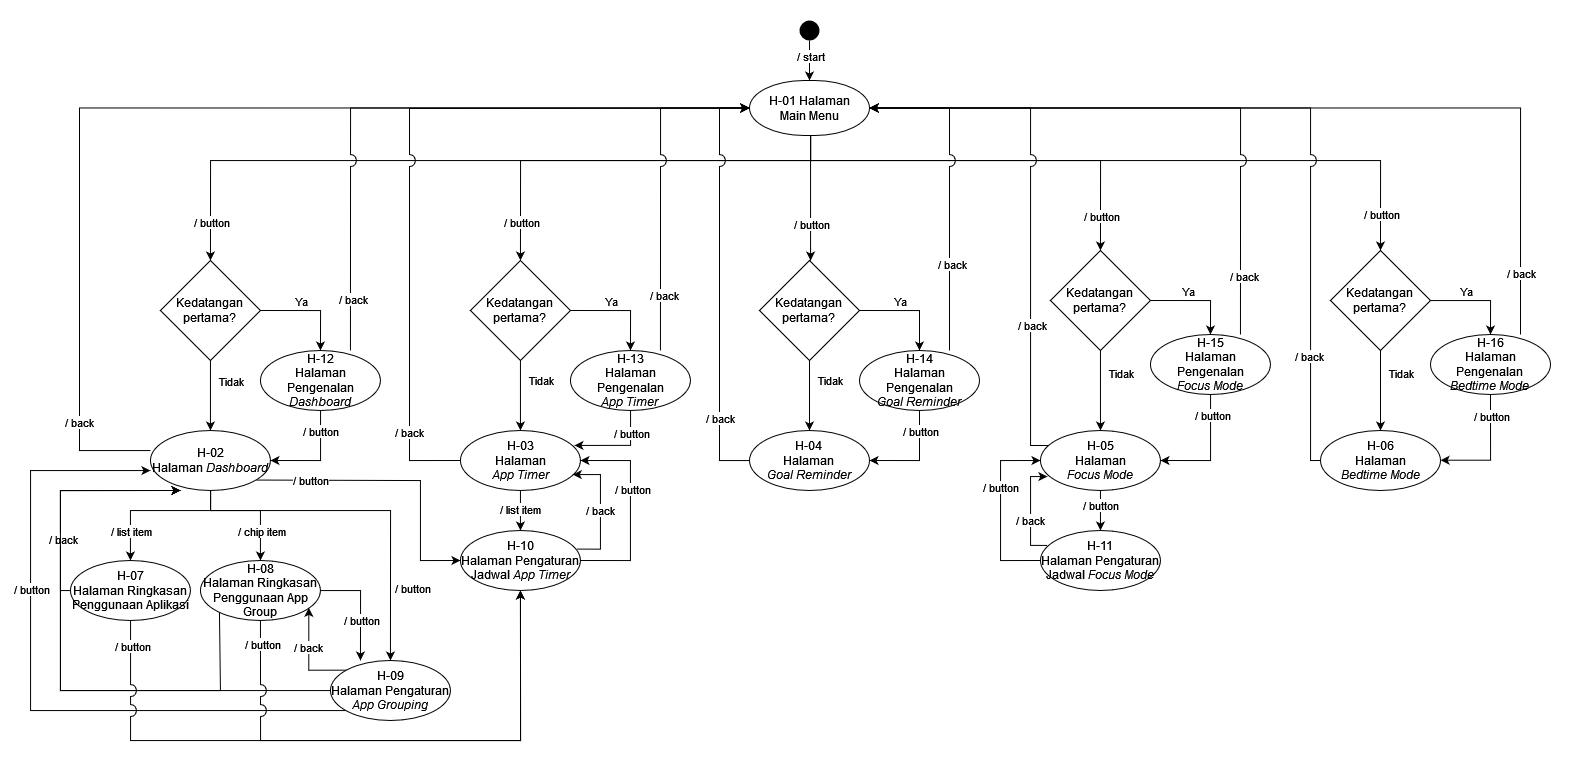 / start
H-01 Halaman
Main Menu
/ button
/ button
/ button
/ button
/ button
Kedatangan
pertama?
Ya
/ back
Kedatangan
pertama?
Ya
/ back
Kedatangan
pertama?
Ya
/ back
Kedatangan
pertama?
Ya
/ back
Kedatangan
pertama?
Ya
/ back
/ back
/ back
H-12
Halaman
Pengenalan
Dashboard
H-13
Halaman
Pengenalan
App Timer
H-14
Halaman
Pengenalan
Goal Reminder
H-15
Halaman
Pengenalan
Focus Mode
H-16
Halaman
Pengenalan
Bedtime Mode
Tidak
Tidak
Tidak
Tidak
Tidak
/ back
/ button
/ back
/ button
/ back
/ button
/ button
/ button
H-02
Halaman Dashboard
H-03
Halaman
App Timer
H-04
Halaman
Goal Reminder
H-05
Halaman
Focus Mode
H-06
Halaman
Bedtime Mode
/ button
/ button
/ button
/ list item
/ back
/ button
/ back
/ back
/ list item
/ chip item
H-10
Halaman Pengaturan
Jadwal App Timer
H-11
Halaman Pengaturan
Jadwal Focus Mode
H-07
Halaman Ringkasan
Penggunaan Aplikasi
H-08
Halaman Ringkasan
Penggunaan App
Group
/ button
/ button
/ button
/ button
/ button
/ back
H-09
Halaman Pengaturan
App Grouping